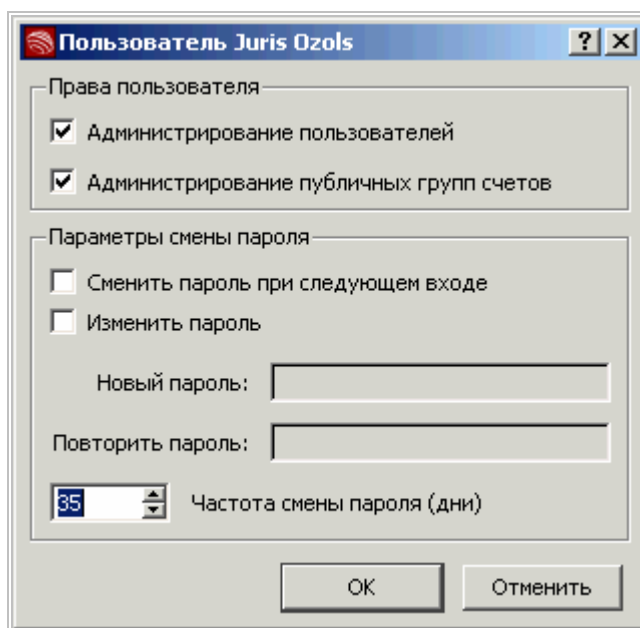 Пользователь Juris Ozols
Права пользователя
Администрирование пользователей
Администрирование публичных групп счетов
Параметры смены пароля
Сменить пароль при следующем входе
Изменить пароль
Новый пароль:
Повторить пароль:
35 Частота смены пароля (дни)
OK Отменить